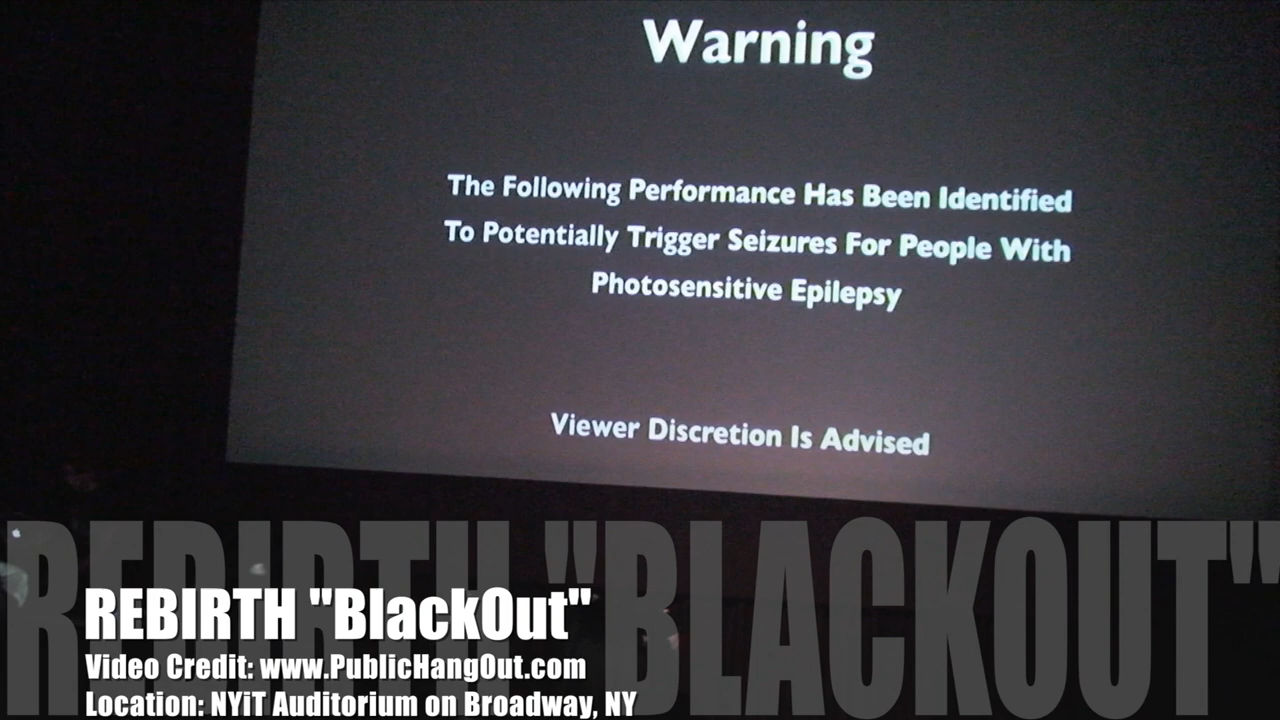 Warning
The Following Performance Has Been Identified
To Potentially Trigger Seizures For People With
Photosensitive Epilepsy
Viewer Discretion Is Advised
REBIRTH "BLACKOUT"
REBIRTH "BlackOut"
Video Credit: www.PublicHangOut.com
Location: NYiT Auditorium on Broadway, NY